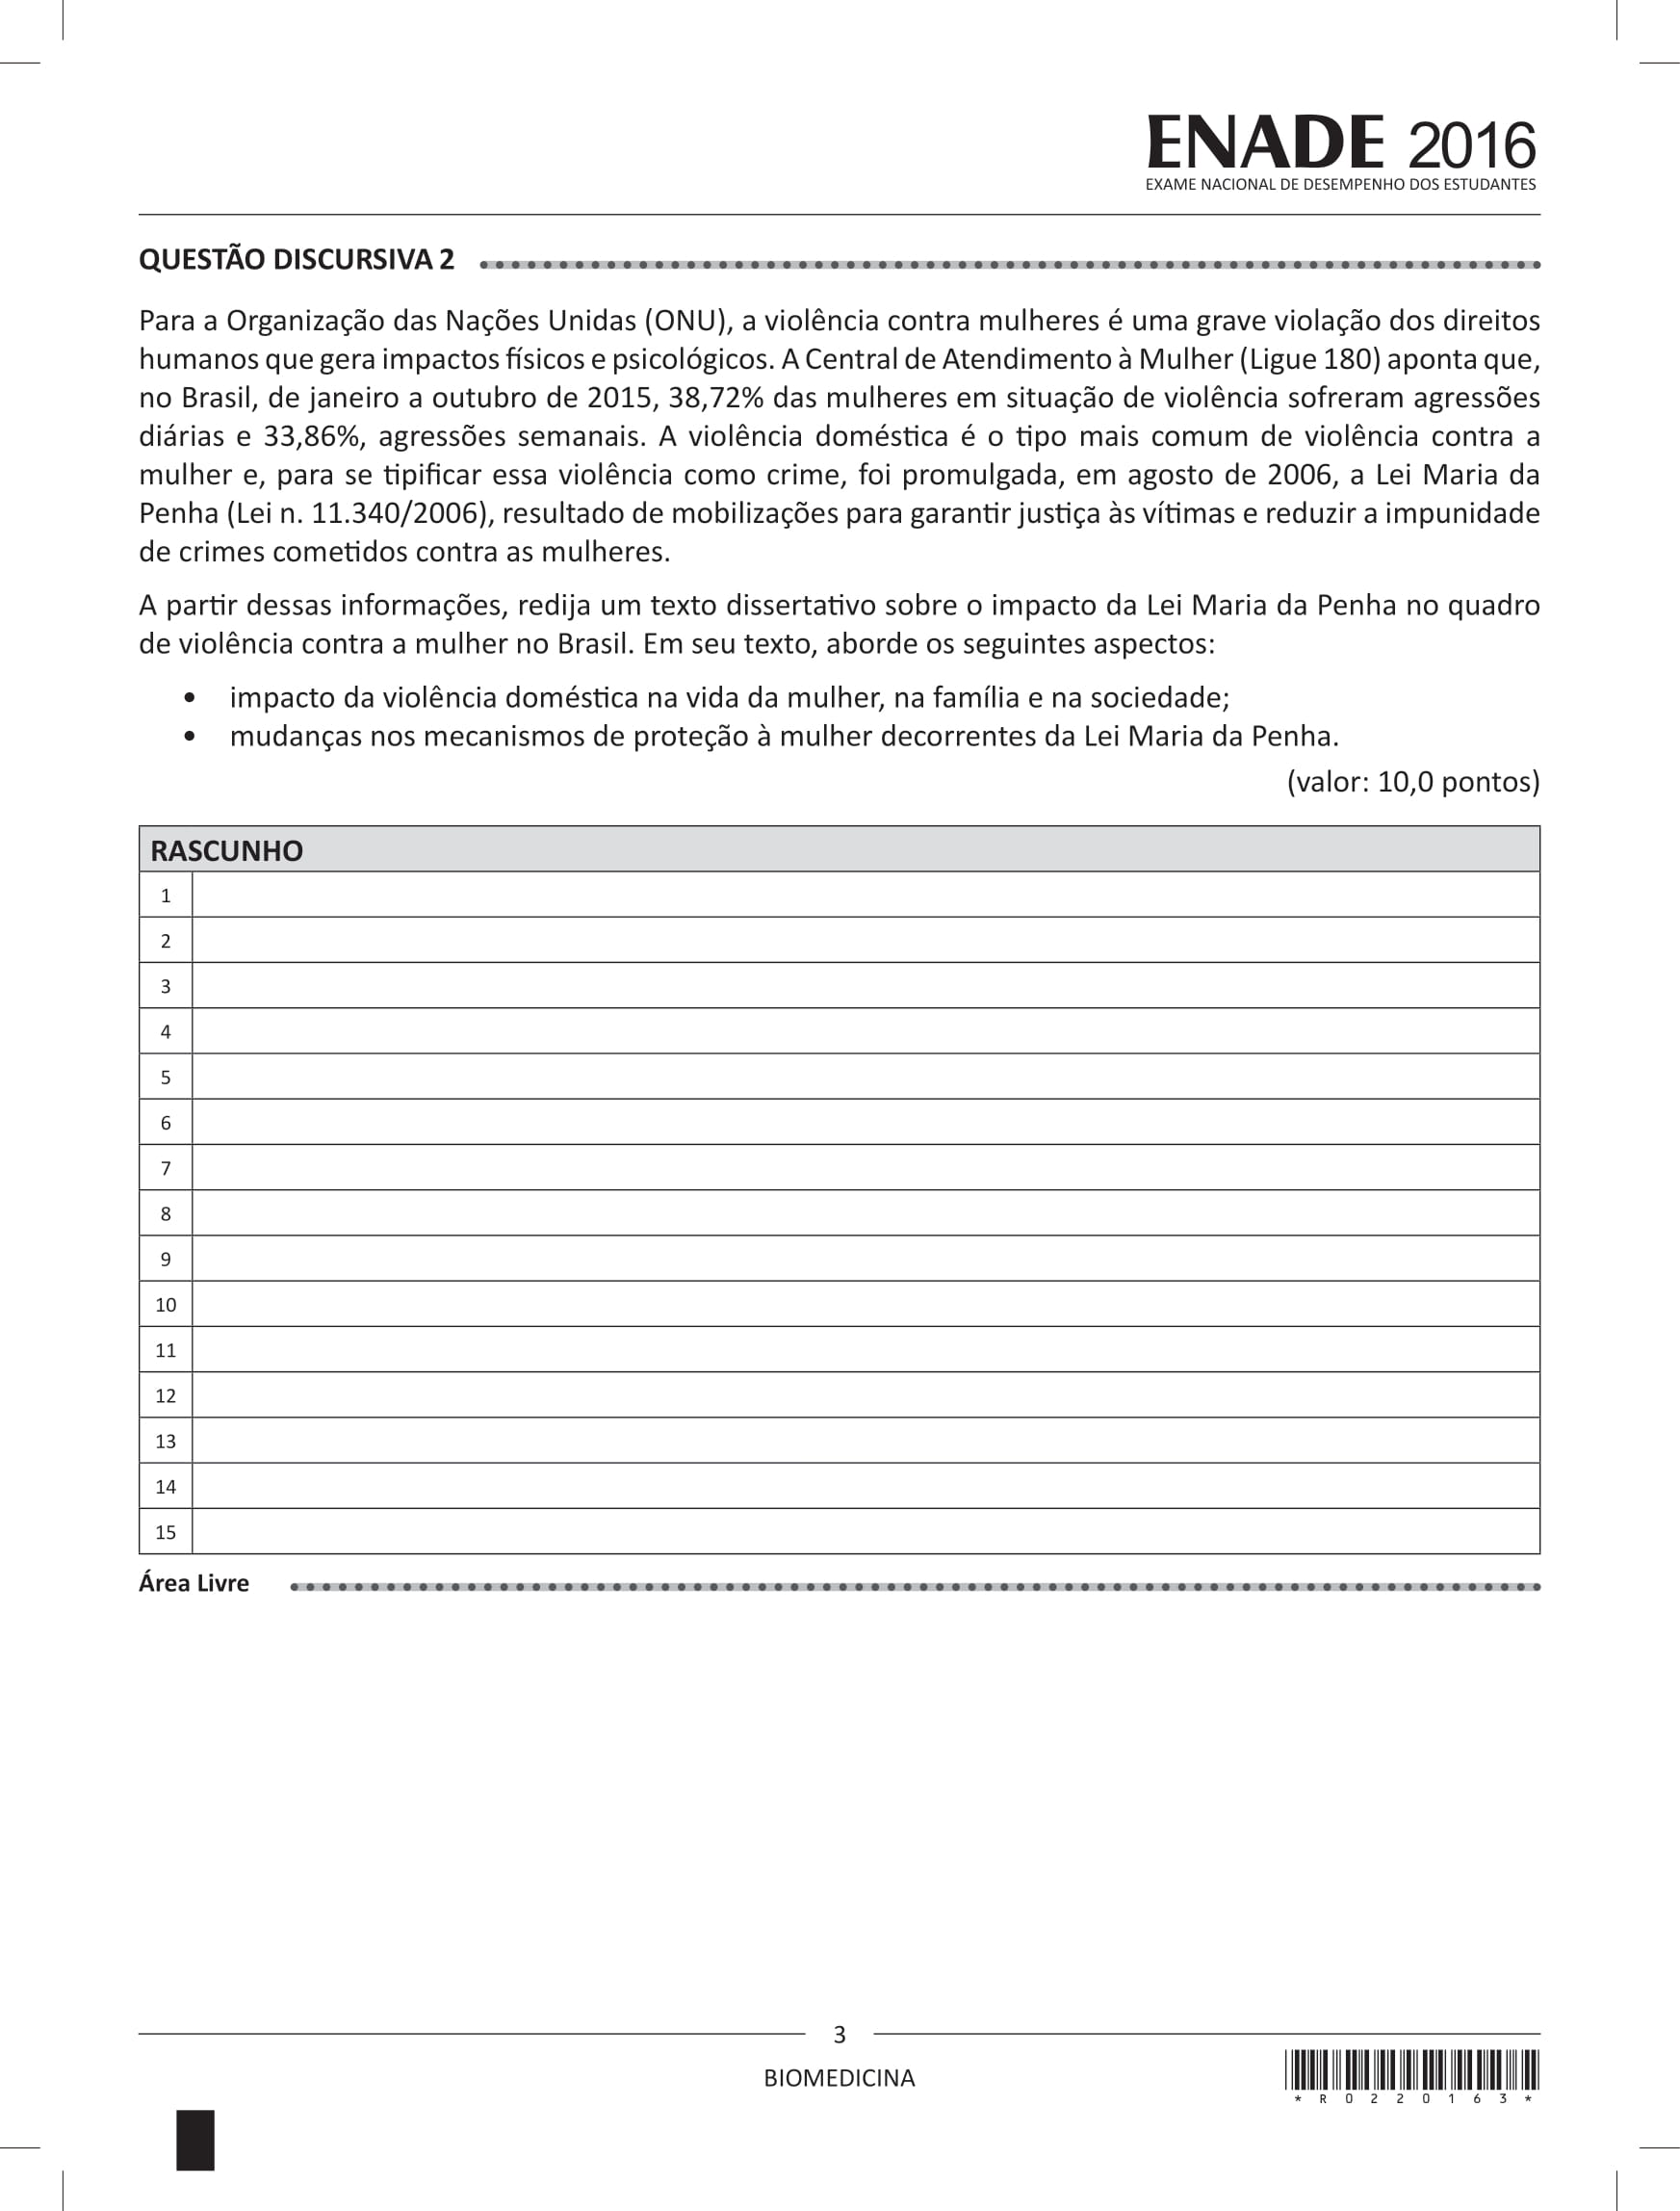 ENADE 2016
EXAME NACIONAL DE DESEMPENHO DOS ESTUDANTES
QUESTÃO DISCURSIVA 2
Para a Organização das Nações Unidas (ONU), a violência contra mulheres é uma grave violação dos direitos
humanos que gera impactos físicos e psicológicos. A Central de Atendimento à Mulher (Ligue 180) aponta que,
no Brasil, de janeiro a outubro de 2015, 38,72% das mulheres em situação de violência sofreram agressões
diárias e 33,86%, agressões semanais. A violência doméstica é o tipo mais comum de violência contra a
mulher e, para se tipificar essa violência como crime, foi promulgada, em agosto de 2006, a Lei Maria da
Penha (Lei n. 11.340/2006), resultado de mobilizações para garantir justiça às vítimas e reduzir a impunidade
de crimes cometidos contra as mulheres.
A partir dessas informações, redija um texto dissertativo sobre o impacto da Lei Maria da Penha no quadro
de violência contra a mulher no Brasil. Em seu texto, aborde os seguintes aspectos:
• impacto da violência doméstica na vida da mulher, na família e na sociedade;
• mudanças nos mecanismos de proteção à mulher decorrentes da Lei Maria da Penha.
(valor: 10,0 pontos)
RASCUNHO
1
2
3
4
5
6
7
8
9
10
11
12
13
14
15
Área Livre
3
BIOMEDICINA
* R 0 2 2 0 1 6 3 *